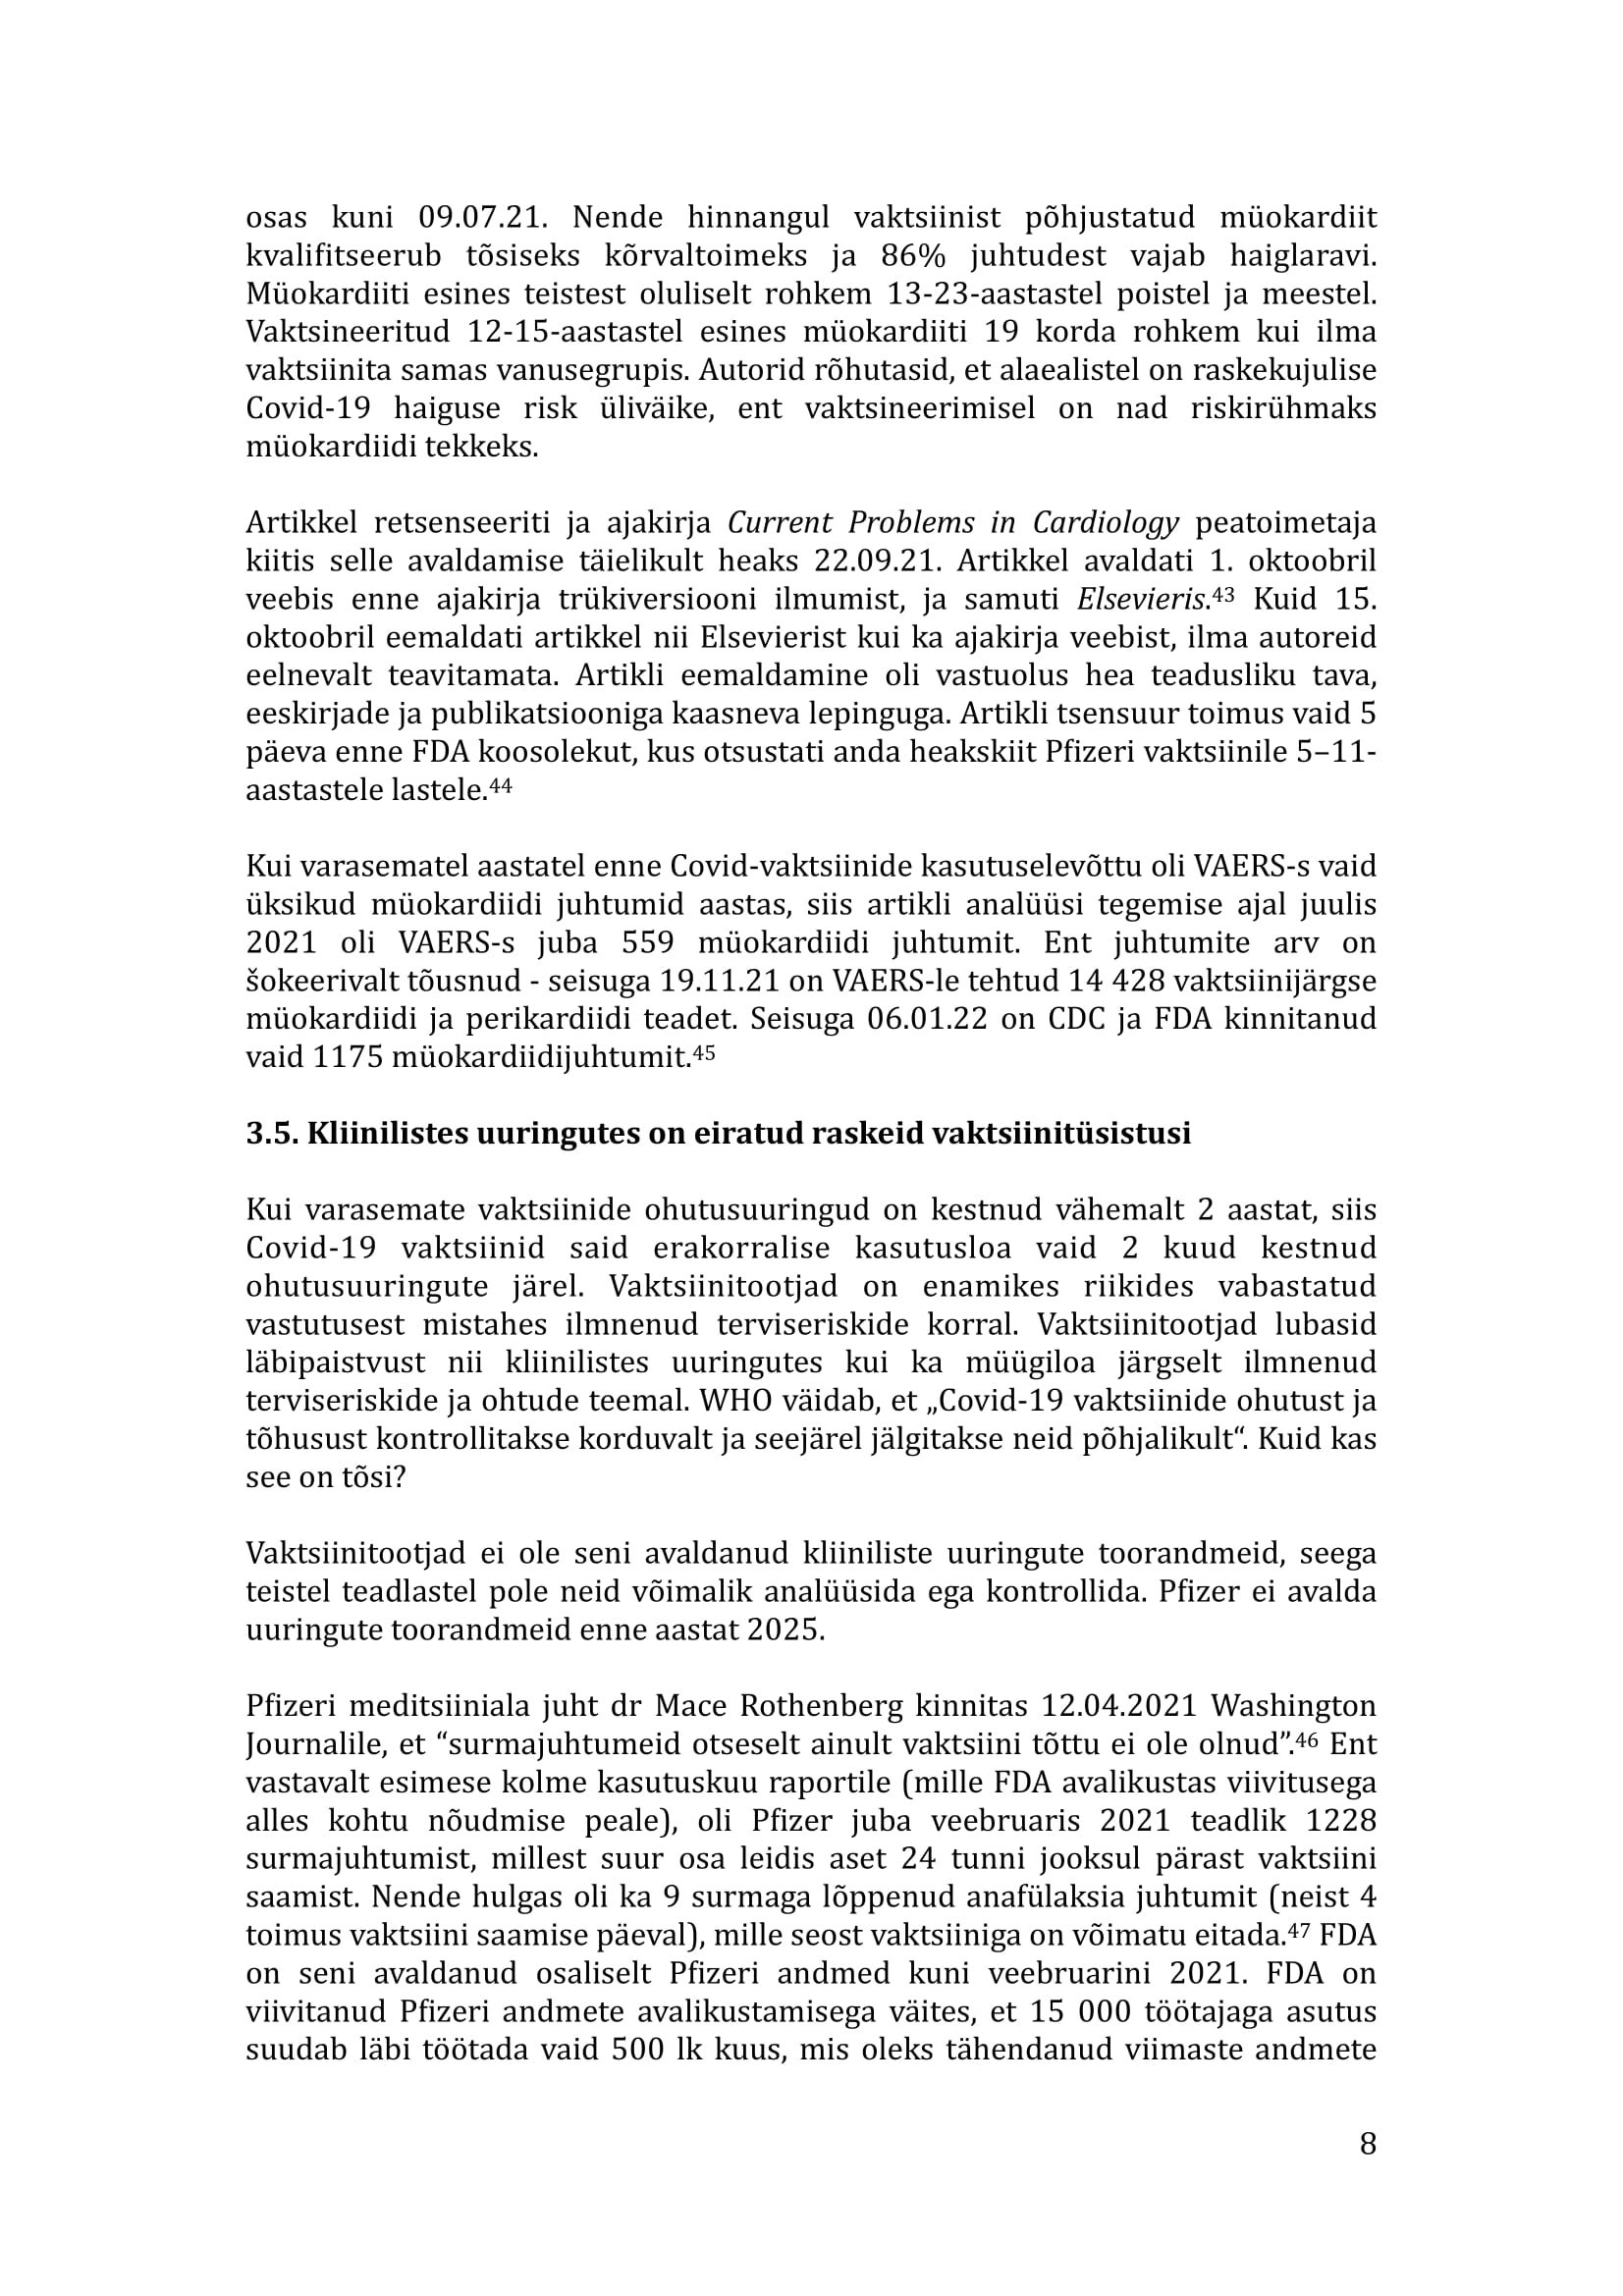 osas kuni 09.07.21. Nende hinnangul vaktsiinist põhjustatud müokardiit
kvalifitseerub tõsiseks kõrvaltoimeks ja 86% juhtudest vajab haiglaravi.
Müokardiiti esines teistest oluliselt rohkem 13-23-aastastel poistel ja meestel.
Vaktsineeritud 12-15-aastastel esines müokardiiti 19 korda rohkem kui ilma
vaktsiinita samas vanusegrupis. Autorid rõhutasid, et alaealistel on raskekujulise
Covid-19 haiguse risk üliväike, ent vaktsineerimisel on nad riskirühmaks
müokardiidi tekkeks.
Artikkel retsenseeriti ja ajakirja Current Problems in Cardiology peatoimetaja
kiitis selle avaldamise täielikult heaks 22.09.21. Artikkel avaldati 1. oktoobril
veebis enne ajakirja trükiversiooni ilmumist, ja samuti Elsevieris.43 Kuid 15.
oktoobril eemaldati artikkel nii Elsevierist kui ka ajakirja veebist, ilma autoreid
eelnevalt teavitamata. Artikli eemaldamine oli vastuolus hea teadusliku tava,
eeskirjade ja publikatsiooniga kaasneva lepinguga. Artikli tsensuur toimus vaid 5
päeva enne FDA koosolekut, kus otsustati anda heakskiit Pfizeri vaktsiinile 5–11-
aastastele lastele.44
Kui varasematel aastatel enne Covid-vaktsiinide kasutuselevõttu oli VAERS-s vaid
üksikud müokardiidi juhtumid aastas, siis artikli analüüsi tegemise ajal juulis
2021 oli VAERS-s juba 559 müokardiidi juhtumit. Ent juhtumite arv on
šokeerivalt tõusnud - seisuga 19.11.21 on VAERS-le tehtud 14 428 vaktsiinijärgse
müokardiidi ja perikardiidi teadet. Seisuga 06.01.22 on CDC ja FDA kinnitanud
vaid 1175 müokardiidijuhtumit.45
3.5. Kliinilistes uuringutes on eiratud raskeid vaktsiinitüsistusi
Kui varasemate vaktsiinide ohutusuuringud on kestnud vähemalt 2 aastat, siis
Covid-19 vaktsiinid said erakorralise kasutusloa vaid 2 kuud kestnud
ohutusuuringute järel. Vaktsiinitootjad on enamikes riikides vabastatud
vastutusest mistahes ilmnenud terviseriskide korral. Vaktsiinitootjad lubasid
läbipaistvust nii kliinilistes uuringutes kui ka müügiloa järgselt ilmnenud
terviseriskide ja ohtude teemal. WHO väidab, et „Covid-19 vaktsiinide ohutust ja
tõhusust kontrollitakse korduvalt ja seejärel jälgitakse neid põhjalikult“. Kuid kas
see on tõsi?
Vaktsiinitootjad ei ole seni avaldanud kliiniliste uuringute toorandmeid, seega
teistel teadlastel pole neid võimalik analüüsida ega kontrollida. Pfizer ei avalda
uuringute toorandmeid enne aastat 2025.
Pfizeri meditsiiniala juht dr Mace Rothenberg kinnitas 12.04.2021 Washington
Journalile, et “surmajuhtumeid otseselt ainult vaktsiini tõttu ei ole olnud”.46 Ent
vastavalt esimese kolme kasutuskuu raportile (mille FDA avalikustas viivitusega
alles kohtu nõudmise peale), oli Pfizer juba veebruaris 2021 teadlik 1228
surmajuhtumist, millest suur osa leidis aset 24 tunni jooksul pärast vaktsiini
saamist. Nende hulgas oli ka 9 surmaga lõppenud anafülaksia juhtumit (neist 4
toimus vaktsiini saamise päeval), mille seost vaktsiiniga on võimatu eitada.47 FDA
on seni avaldanud osaliselt Pfizeri andmed kuni veebruarini 2021. FDA on
viivitanud Pfizeri andmete avalikustamisega väites, et 15 000 töötajaga asutus
suudab läbi töötada vaid 500 lk kuus, mis oleks tähendanud viimaste andmete
8